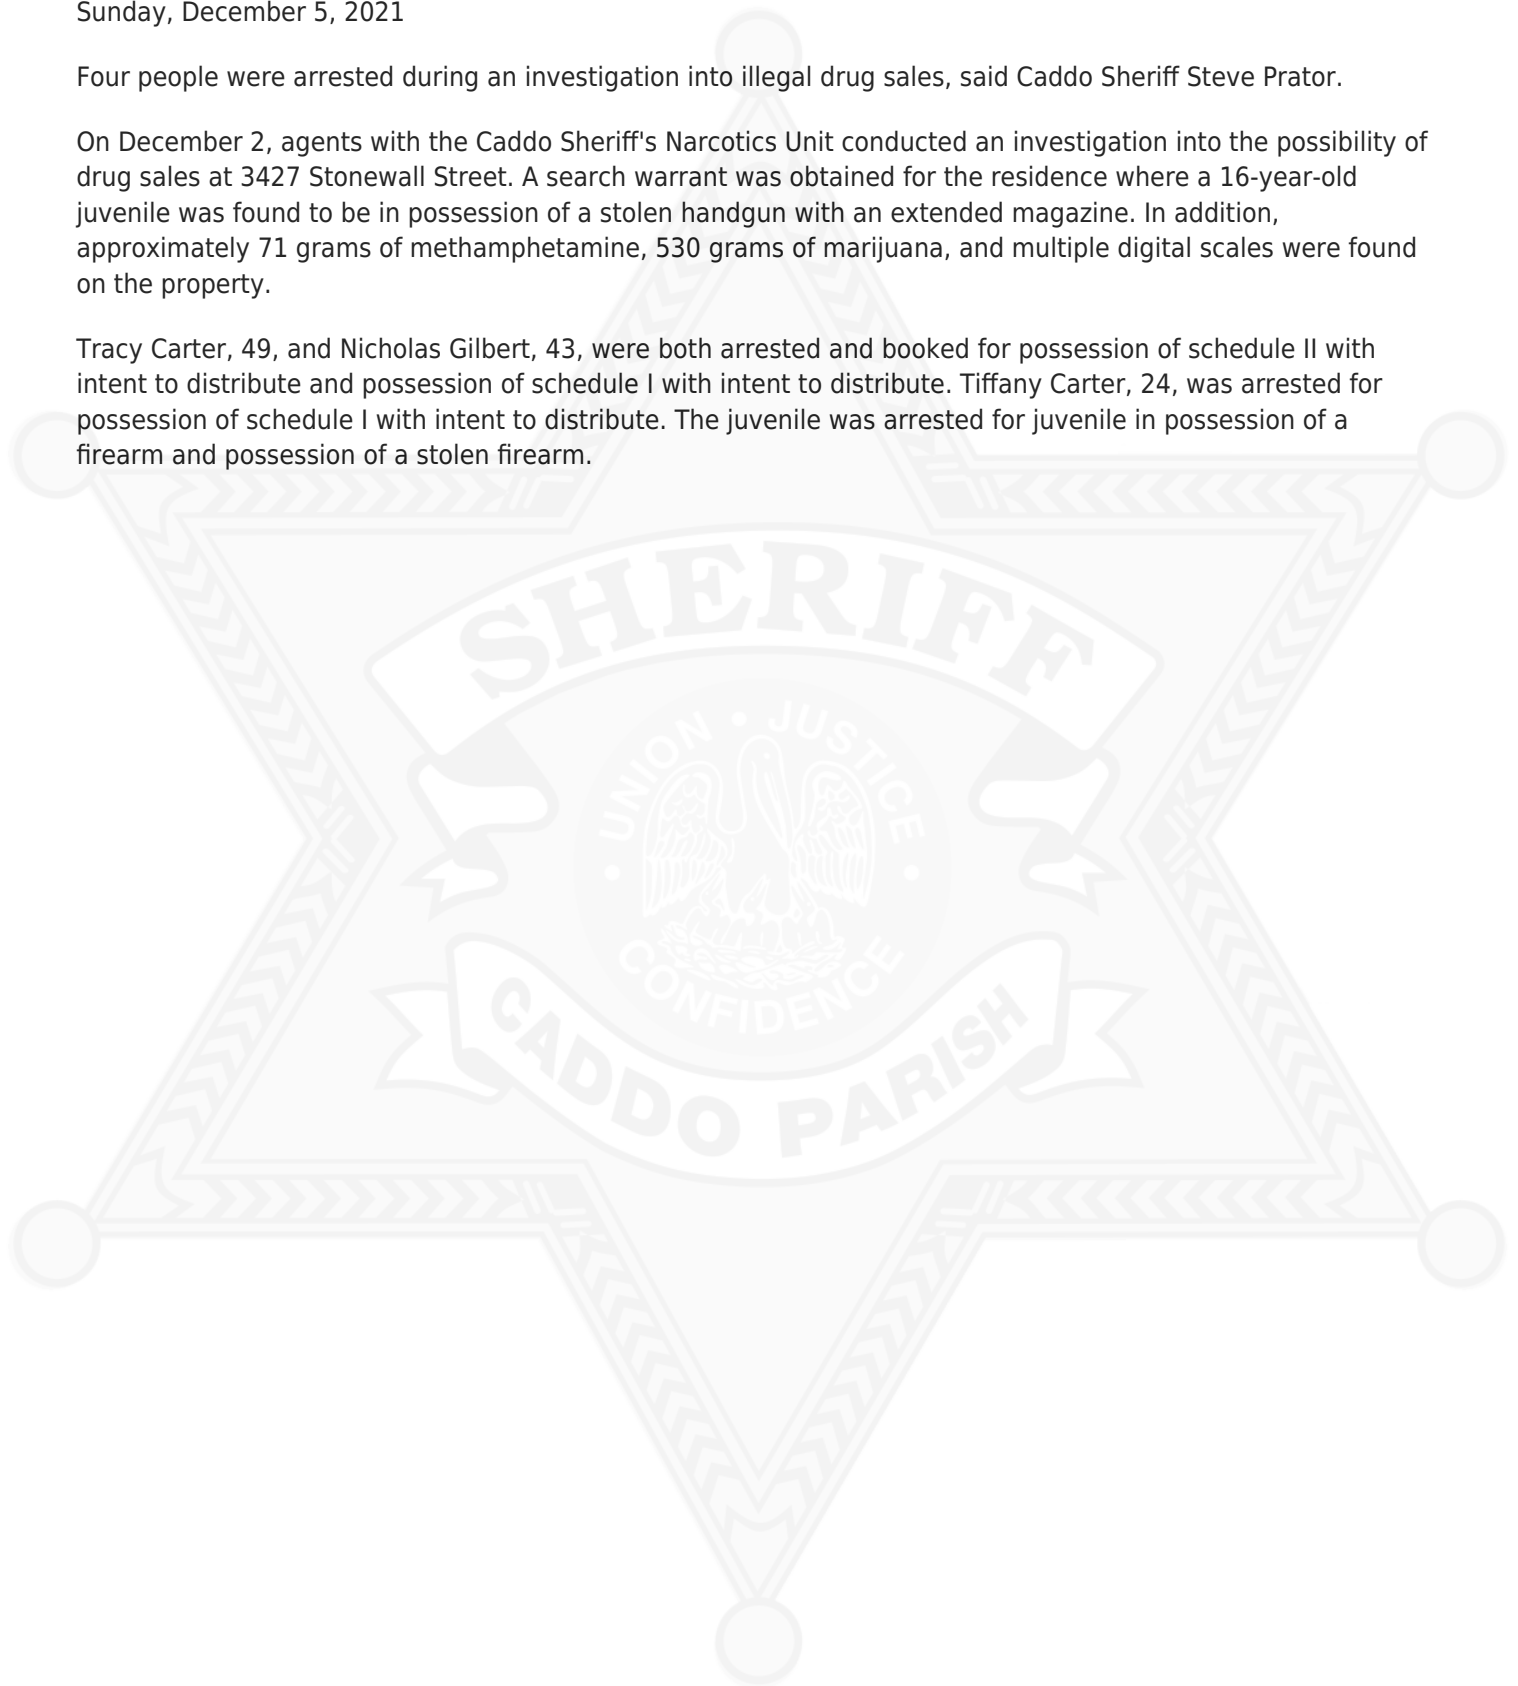 Sunday, December 5, 2021
Four people were arrested during an investigation into illegal drug sales, said Caddo Sheriff Steve Prator.
On December 2, agents with the Caddo Sheriff's Narcotics Unit conducted an investigation into the possibility of
drug sales at 3427 Stonewall Street. A search warrant was obtained for the residence where a 16-year-old
juvenile was found to be in possession of a stolen handgun with an extended magazine. In addition,
approximately 71 grams of methamphetamine, 530 grams of marijuana, and multiple digital scales were found
on the property.
Tracy Carter, 49, and Nicholas Gilbert, 43, were both arrested and booked for possession of schedule II with
intent to distribute and possession of schedule I with intent to distribute. Tiffany Carter, 24, was arrested for
possession of schedule I with intent to distribute. The juvenile was arrested for juvenile in possession of a
firearm and possession of a stolen firearm.
SHERIFF
UNION • JUSTICE
• CONFIDENCE •
CADDO PARISH